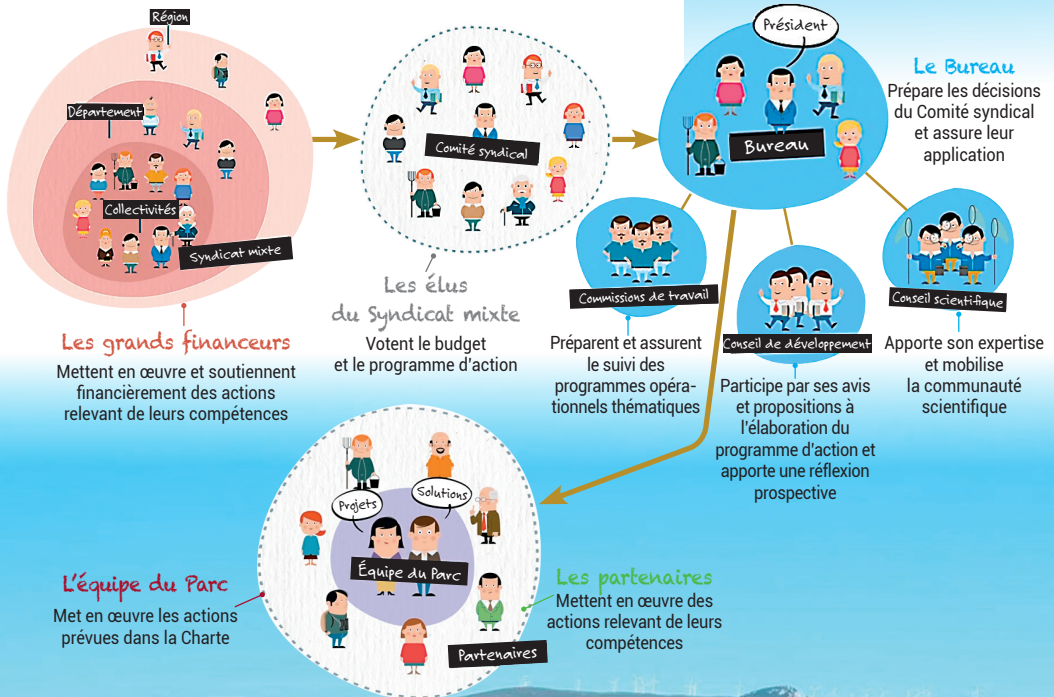 Région
Département
Collectivités
Syndicat mixte
Les grands financeurs
Mettent en œuvre et soutiennent
financièrement des actions
relevant de leurs compétences
Comité syndical
Les élus
du Syndicat mixte
Votent le budget
et le programme d'action
Président
Bureau
Le Bureau
Prépare les décisions
du Comité syndical
et assure leur
application
Commissions de travail
Préparent et assurent
le suivi des
programmes opéra-
tionnels thématiques
Conseil de développement
Participe par ses avis
et propositions à
l'élaboration du
programme d'action et
apporte une réflexion
prospective
Conseil scientifique
Apporte son expertise
et mobilise
la communauté
scientifique
Projets
Solutions
Équipe du Parc
Partenaires
L'équipe du Parc
Met en œuvre les actions
prévues dans la Charte
Les partenaires
Mettent en œuvre des
actions relevant de leurs
compétences